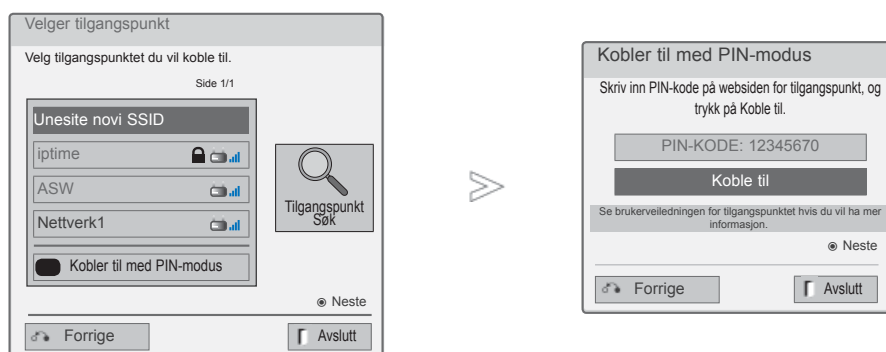 Velger tilgangspunkt
Velg tilgangspunktet du vil koble til.
Side 1/1
Unesite novi SSID
iptime
ASW
Nettverk1
Kobler til med PIN-modus
Tilgangspunkt
Søk
Neste
Forrige
Avslutt
Kobler til med PIN-modus
Skriv inn PIN-kode på websiden for tilgangspunkt, og
trykk på Koble til.
PIN-KODE: 12345670
Koble til
Se brukerveiledningen for tilgangspunktet hvis du vil ha mer
informasjon.
Neste
Forrige
Avslutt